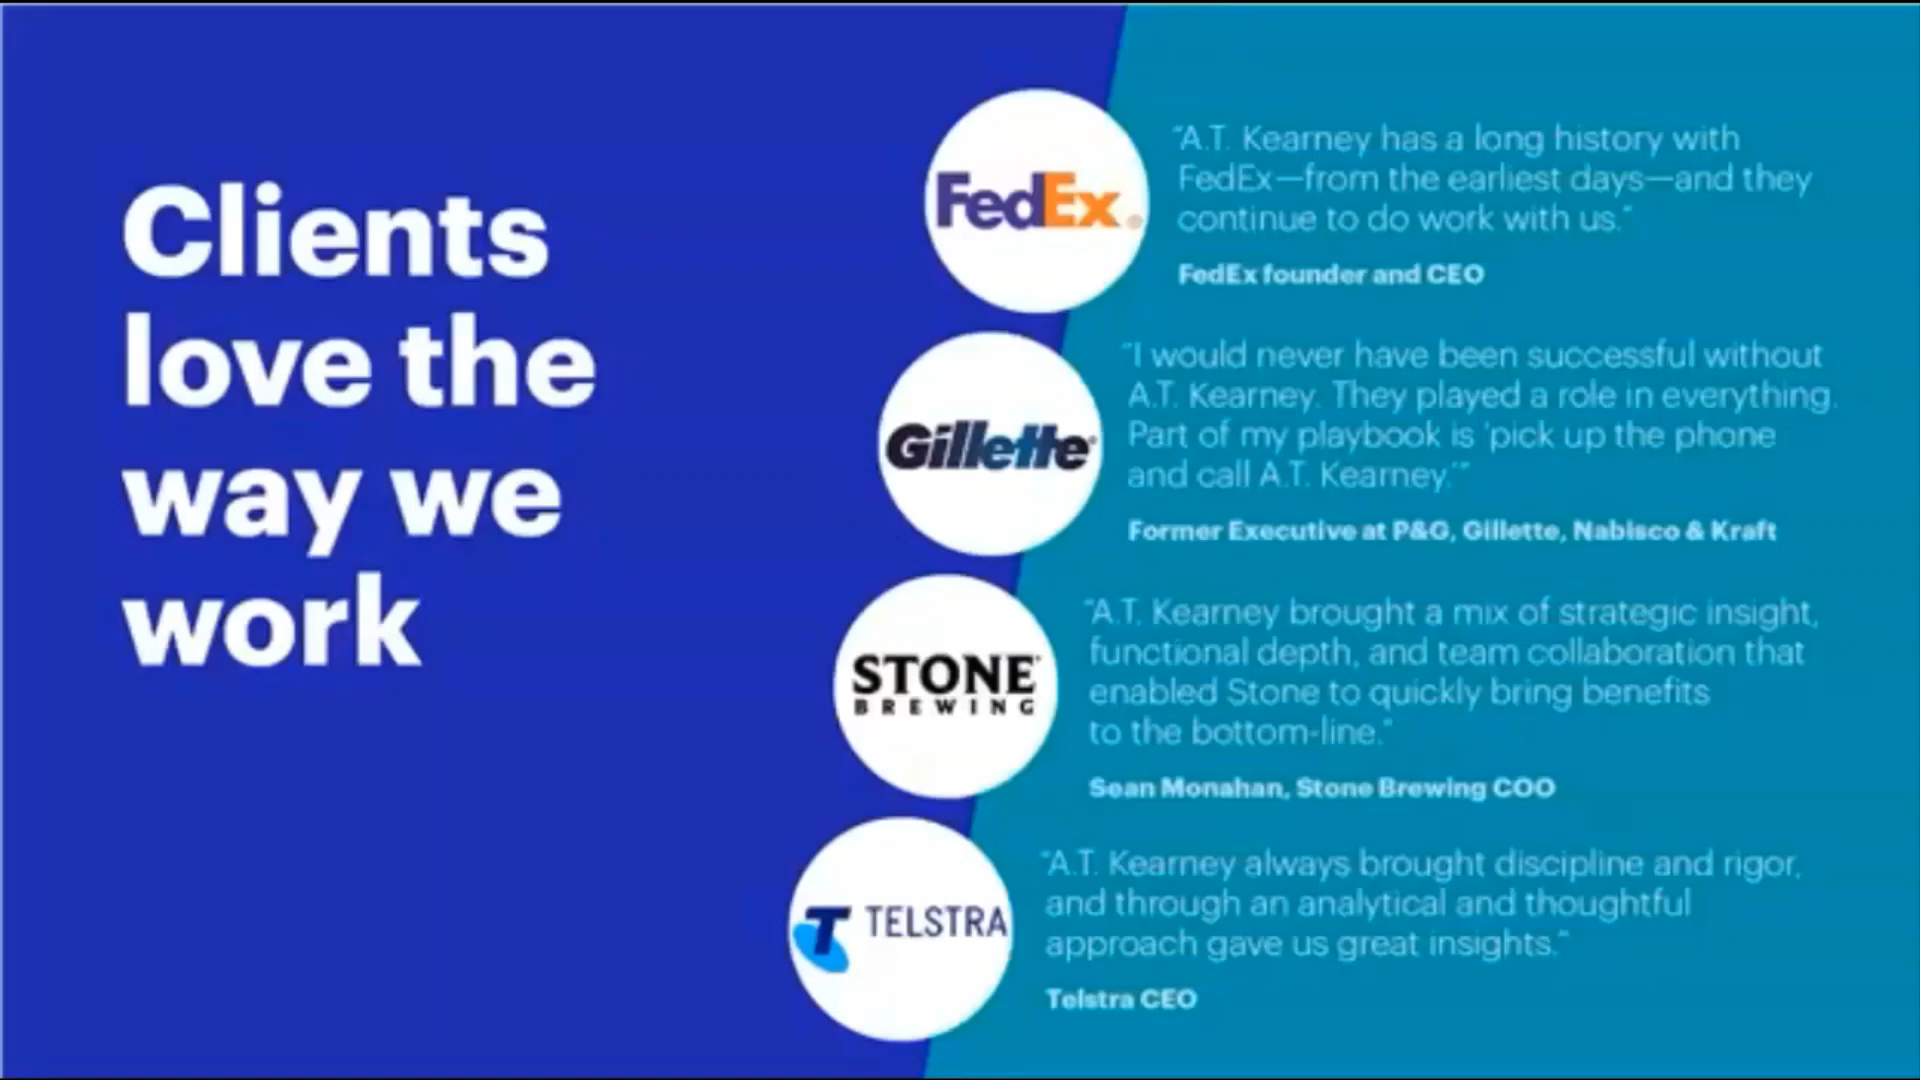 Clients
love the
way we
work
FedEx®
"A.T. Kearney has a long history with
FedEx—from the earliest days—and they
continue to do work with us."
FedEx founder and CEO
Gillette®
"I would never have been successful without
A.T. Kearney. They played a role in everything.
Part of my playbook is 'pick up the phone
and call A.T. Kearney.'"
Former Executive at P&G, Gillette, Nabisco & Kraft
STONE
BREWING
"A.T. Kearney brought a mix of strategic insight,
functional depth, and team collaboration that
enabled Stone to quickly bring benefits
to the bottom-line."
Sean Monahan, Stone Brewing COO
T TELSTRA
"A.T. Kearney always brought discipline and rigor,
and through an analytical and thoughtful
approach gave us great insights."
Telstra CEO